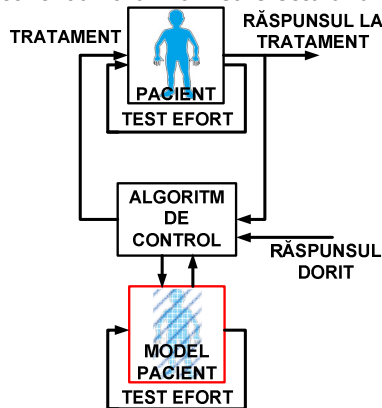 RĂSPUNSUL LA
TRATAMENT
TRATAMENT
PACIENT
TEST EFORT
ALGORITM
DE
CONTROL
RĂSPUNSUL
DORIT
MODEL
PACIENT
TEST EFORT